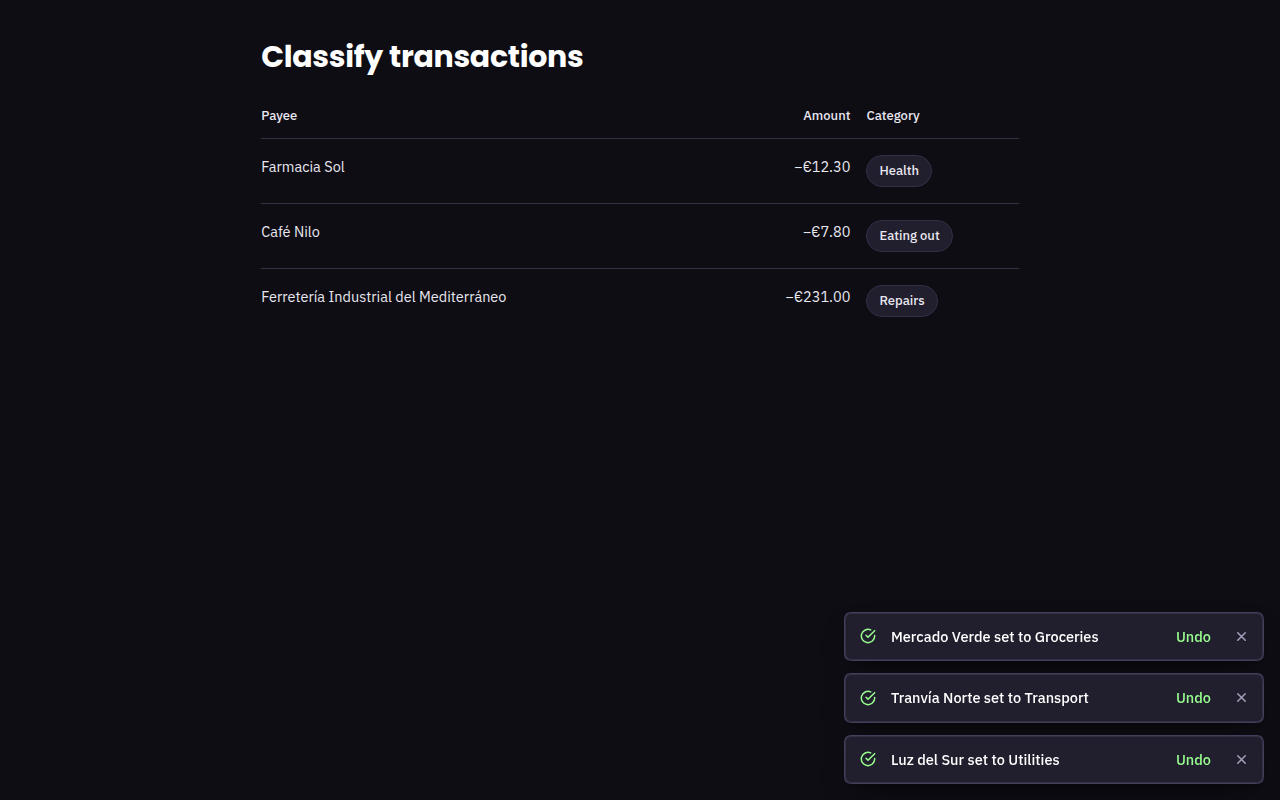 Classify transactions
Payee Amount Category
Farmacia Sol −€12.30 Health
Café Nilo −€7.80 Eating out
Ferretería Industrial del Mediterráneo −€231.00 Repairs
Mercado Verde set to Groceries Undo
Tranvía Norte set to Transport Undo
Luz del Sur set to Utilities Undo